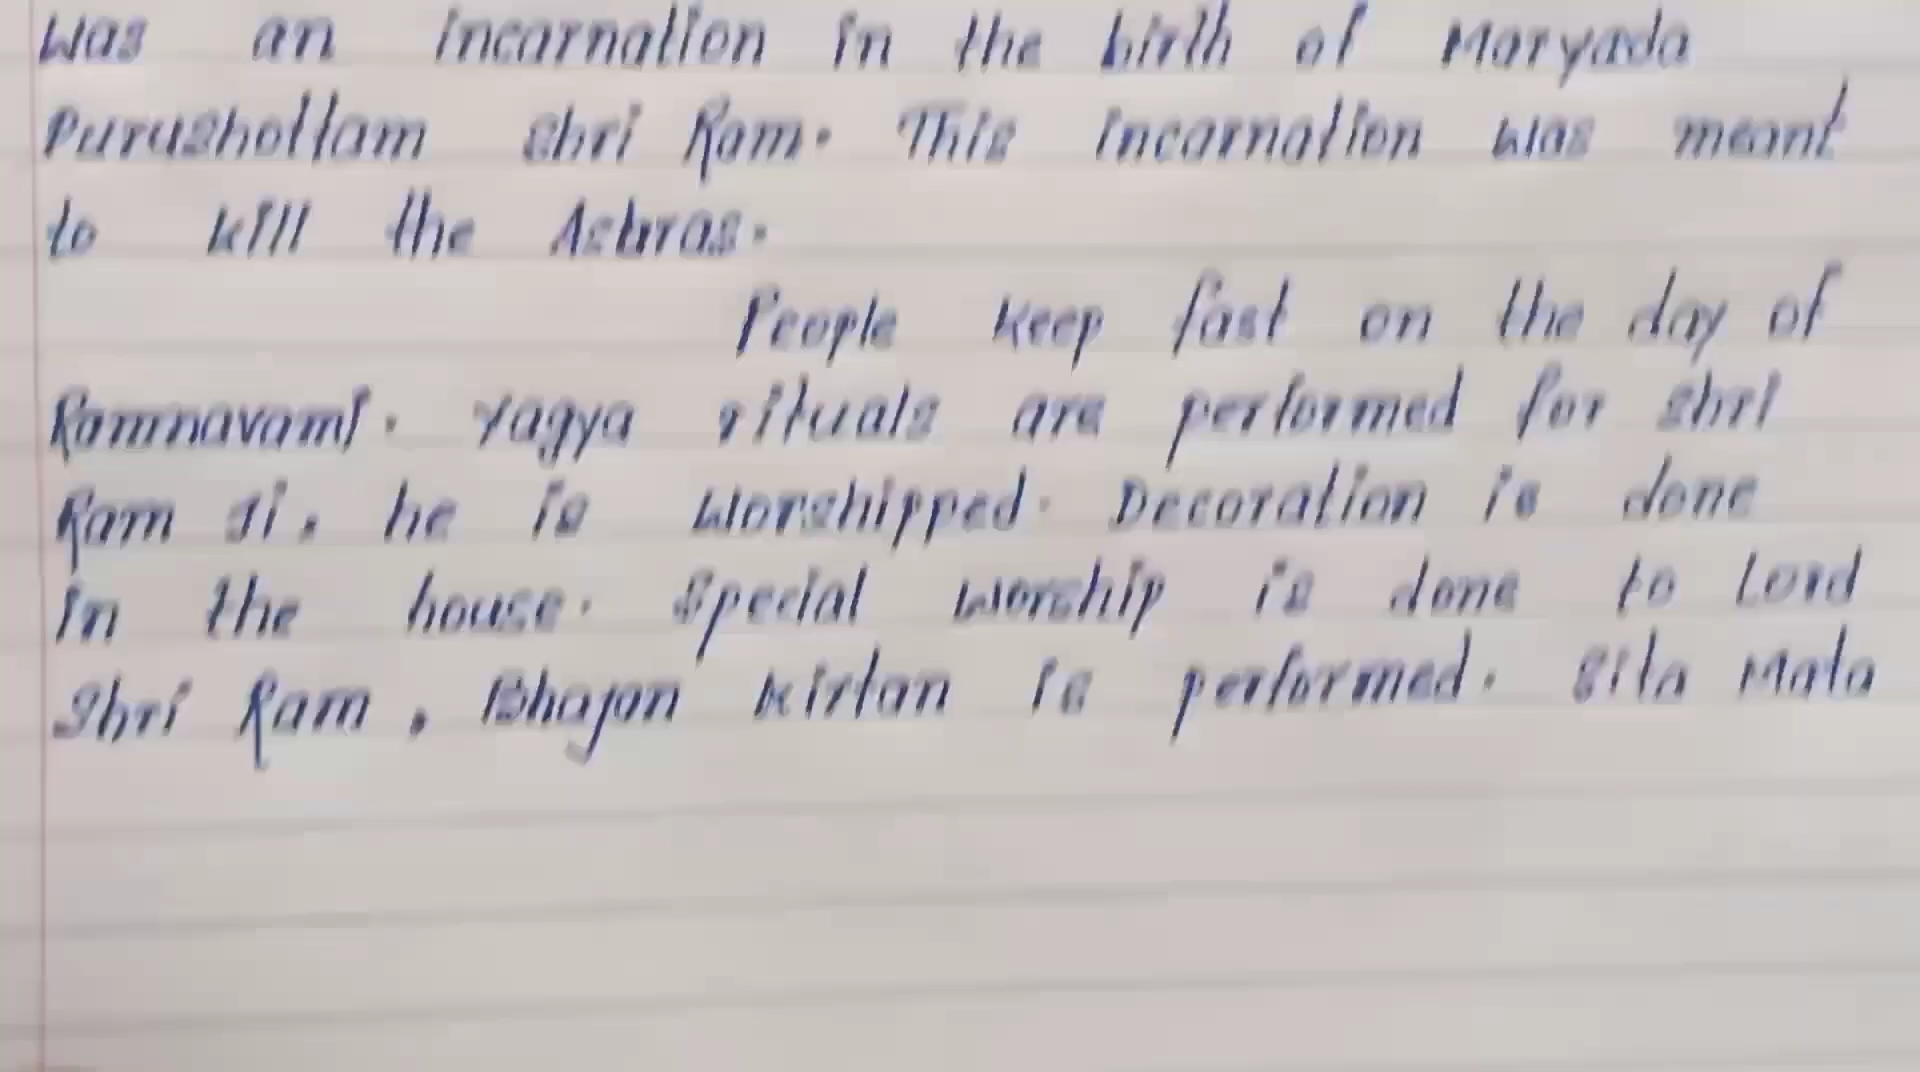 was an incarnation in the birth of Maryada
Purushottam Shri Ram. This incarnation was meant
to kill the Asuras.
People keep fast on the day of
Ramnavami. Yagya rituals are performed for Shri
Ram Ji, he is worshipped. Decoration is done
in the house. Special worship is done to Lord
Shri Ram, Bhajan Kirtan is performed. Sita Mata